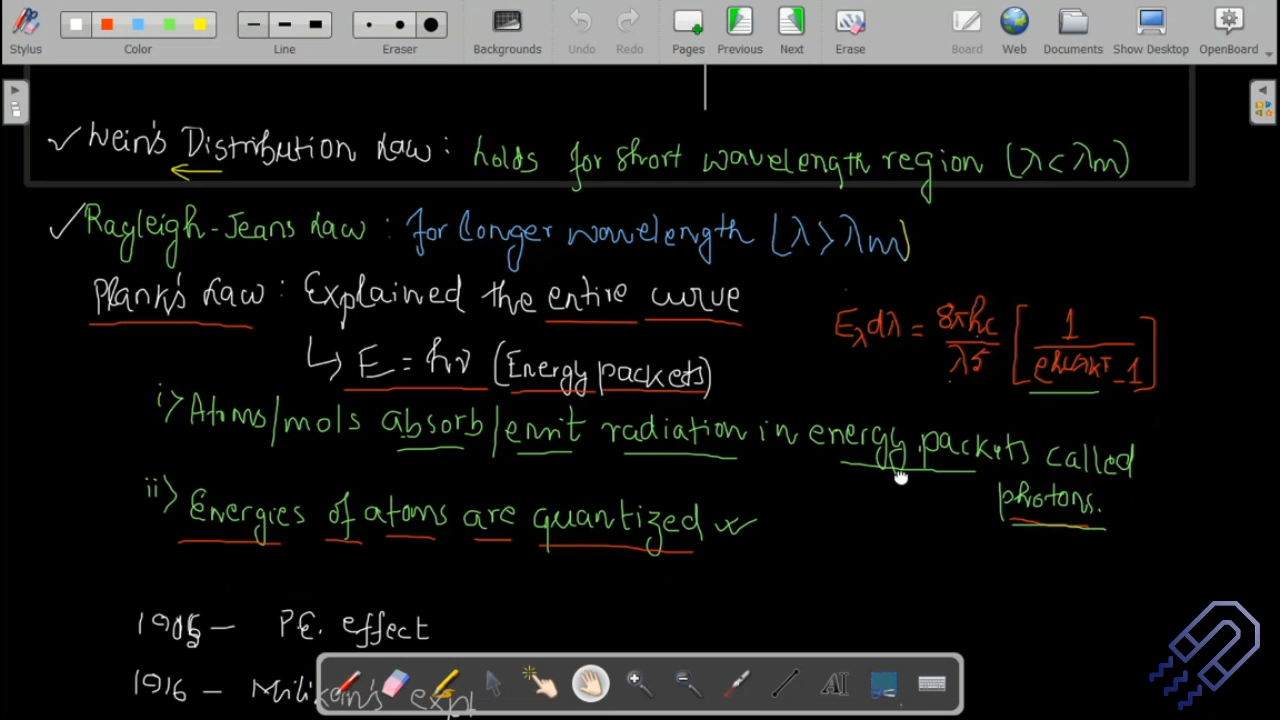 Stylus Color Line Eraser Backgrounds Undo Redo Pages Previous Next Erase Board Web Documents Show Desktop OpenBoard
Wein's Distribution Law : holds for short wavelength region (λ<λm)
Rayleigh-Jeans Law : for longer wavelength (λ>λm)
Plank's Law : Explained the entire curve
Eλdλ = 8πhc/λ5 [1/ehc/λkT - 1]
↳ E = hν (Energy packets)
i> Atoms/mols absorb/emit radiation in energy packets called
photons.
ii> Energies of atoms are quantized
1905 - P.E. effect
1916 - Milikan's expt
AI